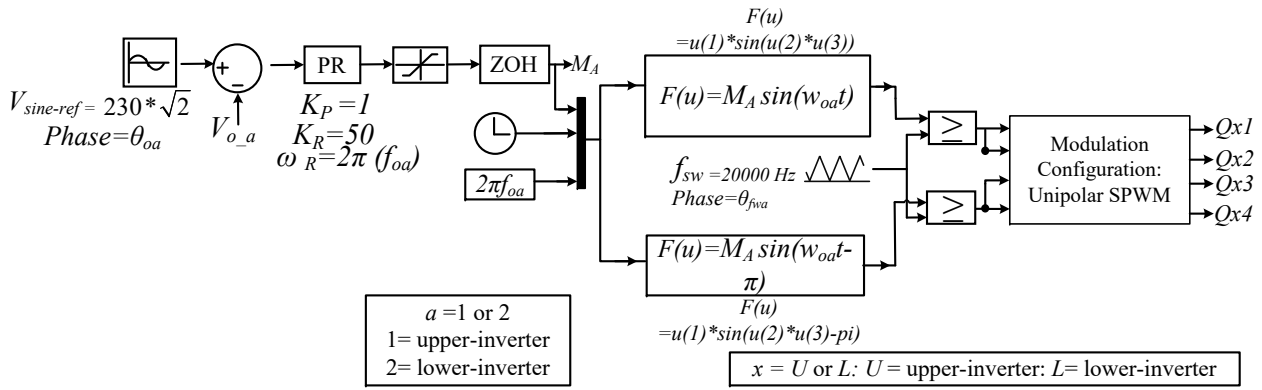 F(u)
=u(1)*sin(u(2)*u(3))
PR
ZOH
M_A
V_sine-ref = 230*√2
Phase=θ_oa
V_o_a
K_P =1
K_R=50
ω_R=2π (f_oa)
2πf_oa
F(u)=M_A sin(w_oat)
f_sw =20000 Hz
Phase=θ_fwa
≥
≥
Modulation
Configuration:
Unipolar SPWM
Qx1
Qx2
Qx3
Qx4
F(u)=M_A sin(w_oat-
π)
F(u)
=u(1)*sin(u(2)*u(3)-pi)
a =1 or 2
1= upper-inverter
2= lower-inverter
x = U or L: U = upper-inverter: L= lower-inverter